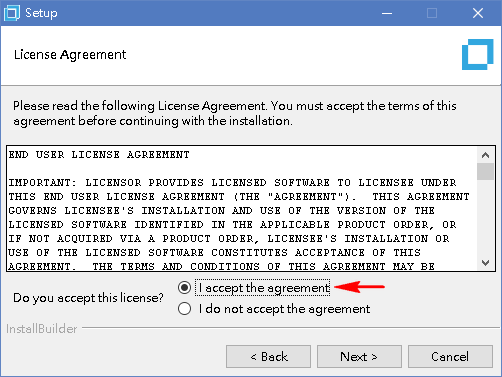 Setup
License Agreement
Please read the following License Agreement. You must accept the terms of this
agreement before continuing with the installation.
END USER LICENSE AGREEMENT
IMPORTANT: LICENSOR PROVIDES LICENSED SOFTWARE TO LICENSEE UNDER
THIS END USER LICENSE AGREEMENT (THE "AGREEMENT"). THIS AGREEMENT
GOVERNS LICENSEE'S INSTALLATION AND USE OF THE VERSION OF THE
LICENSED SOFTWARE IDENTIFIED IN THE APPLICABLE PRODUCT ORDER, OR
IF NOT ACQUIRED VIA A PRODUCT ORDER, LICENSEE'S INSTALLATION OR
USE OF THE LICENSED SOFTWARE CONSTITUTES ACCEPTANCE OF THIS
AGREEMENT. THE TERMS AND CONDITIONS OF THIS AGREEMENT MAY BE
Do you accept this license?
I accept the agreement
I do not accept the agreement
InstallBuilder
< Back
Next >
Cancel